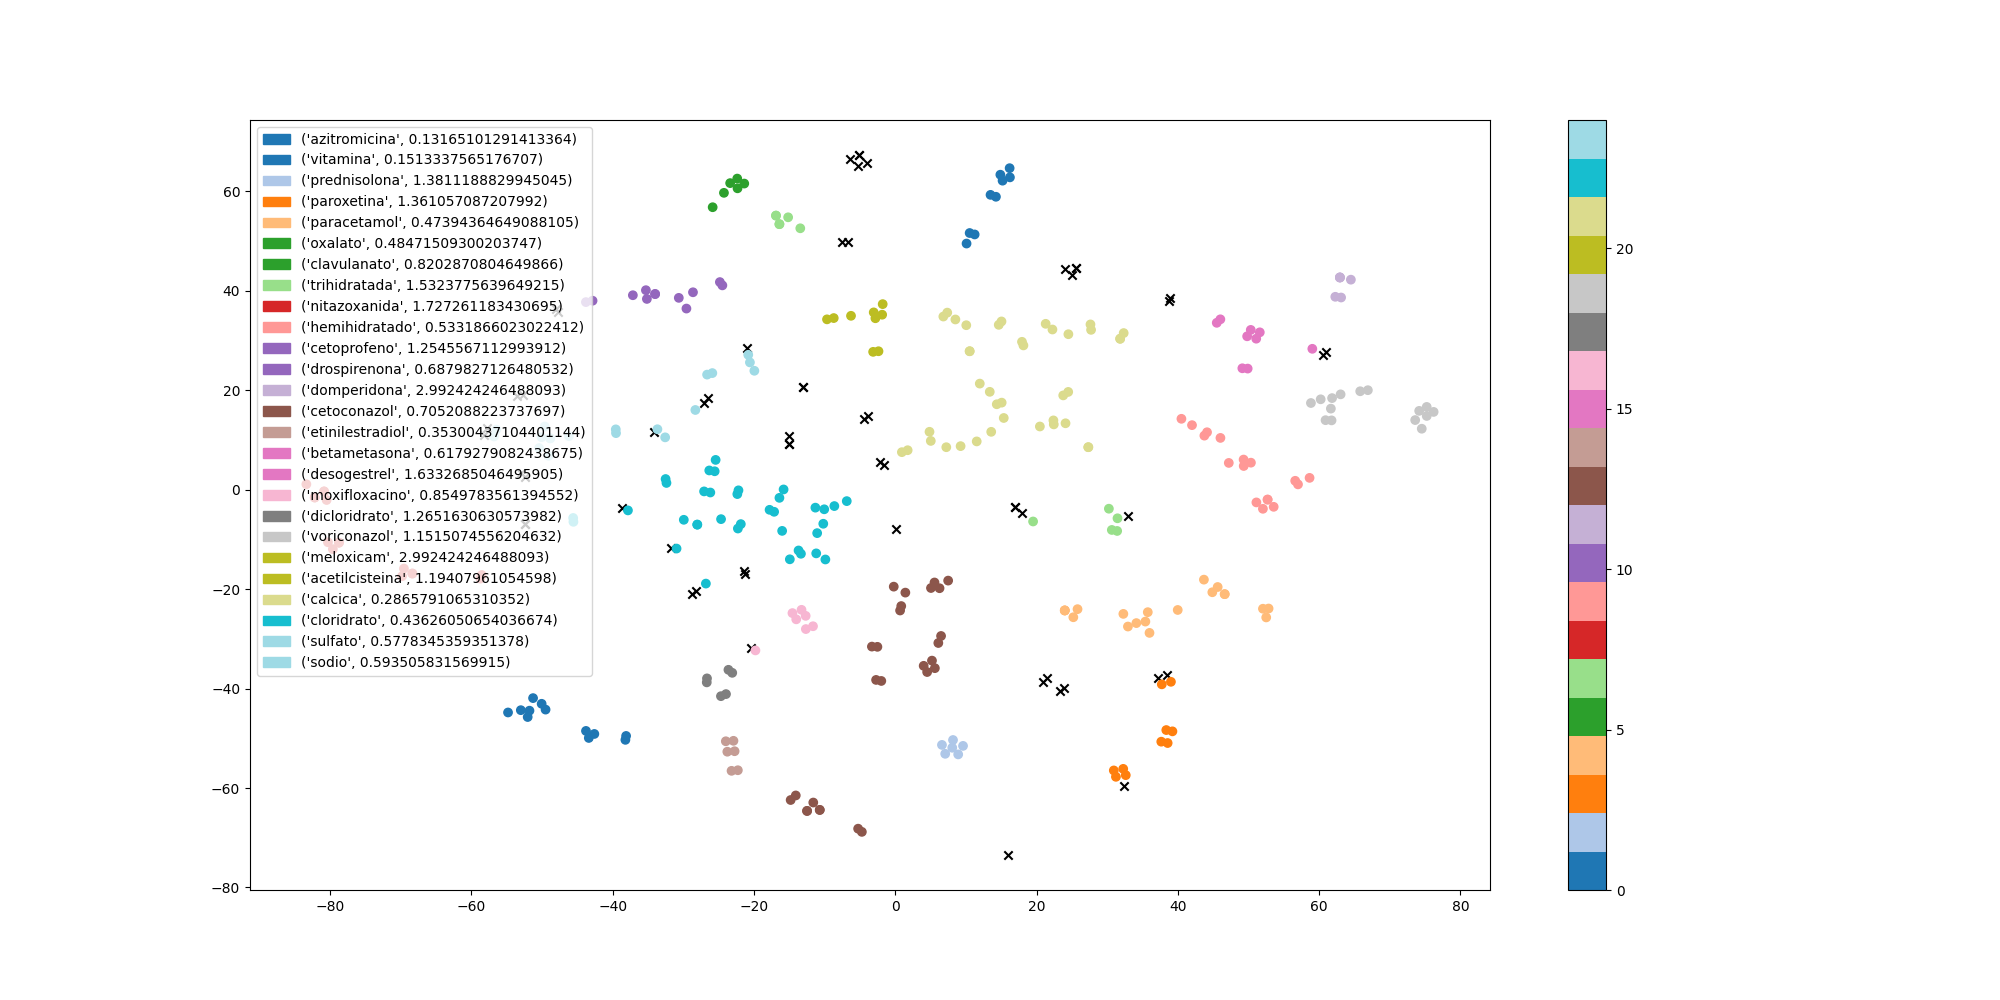 ('azitromicina', 0.13165101291413364)
('vitamina', 0.1513337565176707)
('prednisolona', 1.3811188829945045)
('paroxetina', 1.361057087207992)
('paracetamol', 0.47394364649088105)
('oxalato', 0.48471509300203747)
('clavulanato', 0.8202870804649866)
('trihidratada', 1.5323775639649215)
('nitazoxanida', 1.727261183430695)
('hemihidratado', 0.5331866023022412)
('cetoprofeno', 1.2545567112993912)
('drospirenona', 0.6879827126480532)
('domperidona', 2.992424246488093)
('cetoconazol', 0.7052088223737697)
('etinilestradiol', 0.35300437104401144)
('betametasona', 0.6179279082438675)
('desogestrel', 1.6332685046495905)
('moxifloxacino', 0.8549783561394552)
('dicloridrato', 1.2651630630573982)
('voriconazol', 1.1515074556204632)
('meloxicam', 2.992424246488093)
('acetilcisteina', 1.19407961054598)
('calcica', 0.2865791065310352)
('cloridrato', 0.43626050654036674)
('sulfato', 0.5778345359351378)
('sodio', 0.593505831569915)
60
40
20
0
−20
−40
−60
−80
−80 −60 −40 −20 0 20 40 60 80
20
15
10
5
0